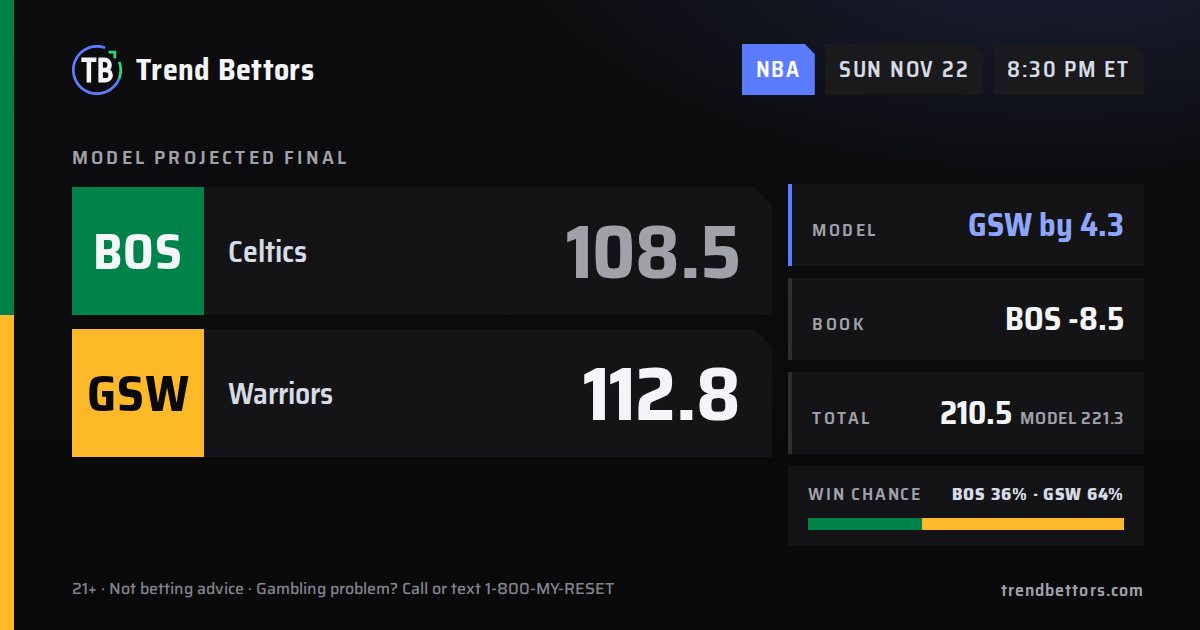 TB Trend Bettors
NBA SUN NOV 22 8:30 PM ET
MODEL PROJECTED FINAL
BOS Celtics 108.5
GSW Warriors 112.8
MODEL GSW by 4.3
BOOK BOS -8.5
TOTAL 210.5 MODEL 221.3
WIN CHANCE BOS 36% · GSW 64%
21+ · Not betting advice · Gambling problem? Call or text 1-800-MY-RESET
trendbettors.com